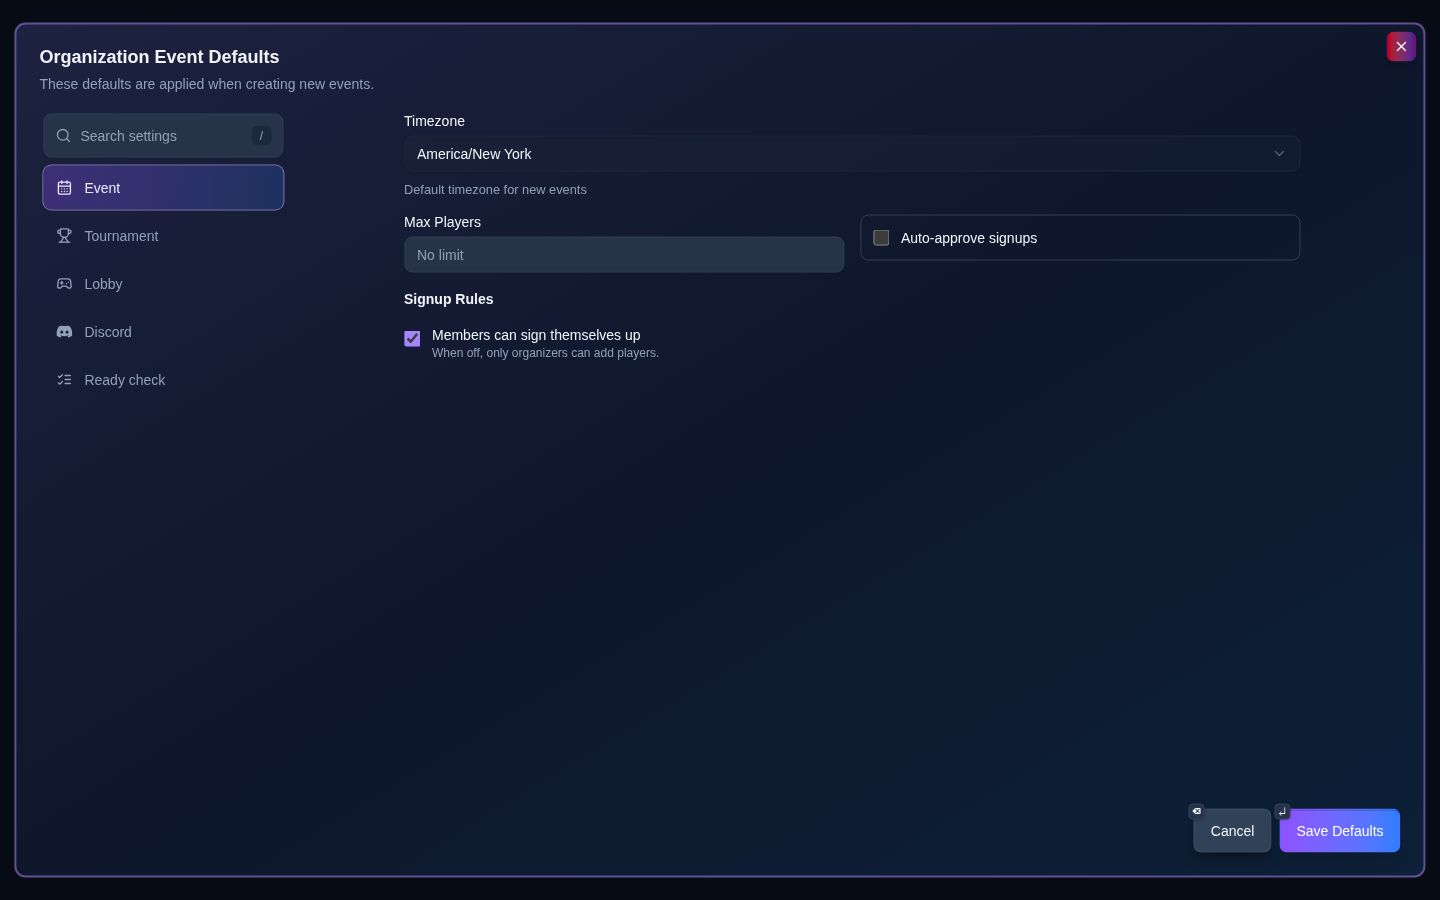 Organization Event Defaults
These defaults are applied when creating new events.
Search settings /
Event
Tournament
Lobby
Discord
Ready check
Timezone
America/New York
Default timezone for new events
Max Players
No limit
Auto-approve signups
Signup Rules
Members can sign themselves up
When off, only organizers can add players.
Cancel
Save Defaults